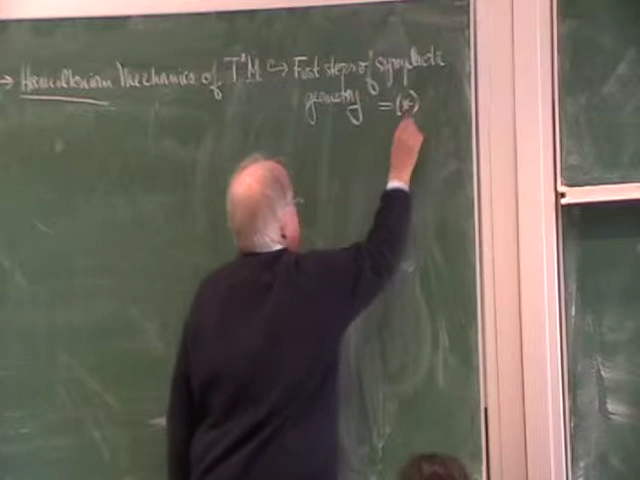 → Hamiltonian Mechanics of T*M ↪ First steps of symplectic
geometry = (*)